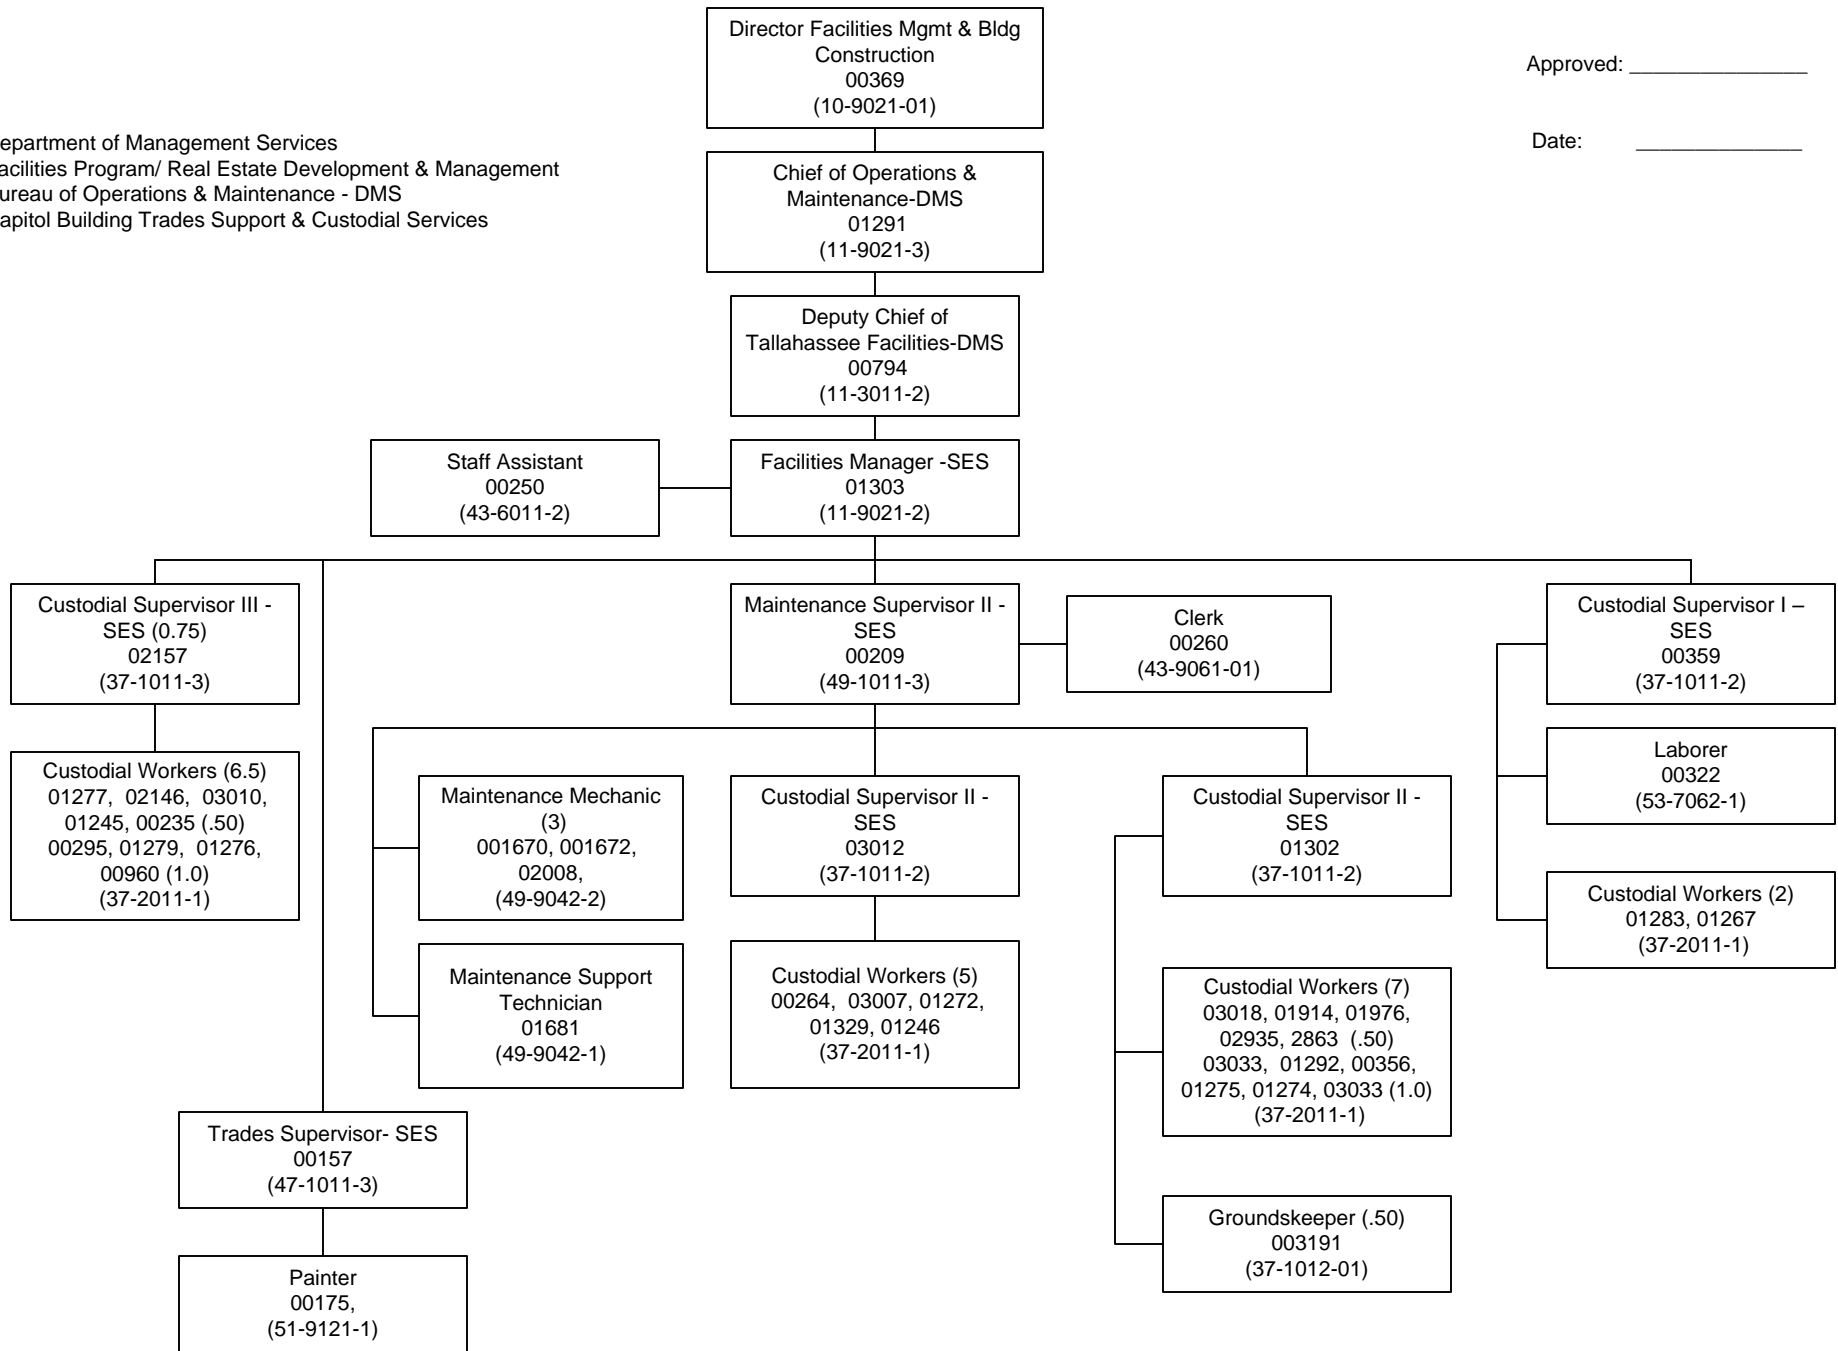 Director Facilities Mgmt & Bldg
Construction
00369
(10-9021-01)
Approved: _______________
Date: ______________
epartment of Management Services
acilities Program/ Real Estate Development & Management
ureau of Operations & Maintenance - DMS
apitol Building Trades Support & Custodial Services
Chief of Operations &
Maintenance-DMS
01291
(11-9021-3)
Deputy Chief of
Tallahassee Facilities-DMS
00794
(11-3011-2)
Staff Assistant
00250
(43-6011-2)
Facilities Manager -SES
01303
(11-9021-2)
Custodial Supervisor III -
SES (0.75)
02157
(37-1011-3)
Maintenance Supervisor II -
SES
00209
(49-1011-3)
Clerk
00260
(43-9061-01)
Custodial Supervisor I –
SES
00359
(37-1011-2)
Custodial Workers (6.5)
01277, 02146, 03010,
01245, 00235 (.50)
00295, 01279, 01276,
00960 (1.0)
(37-2011-1)
Maintenance Mechanic
(3)
001670, 001672,
02008,
(49-9042-2)
Custodial Supervisor II -
SES
03012
(37-1011-2)
Custodial Supervisor II -
SES
01302
(37-1011-2)
Laborer
00322
(53-7062-1)
Custodial Workers (2)
01283, 01267
(37-2011-1)
Maintenance Support
Technician
01681
(49-9042-1)
Custodial Workers (5)
00264, 03007, 01272,
01329, 01246
(37-2011-1)
Custodial Workers (7)
03018, 01914, 01976,
02935, 2863 (.50)
03033, 01292, 00356,
01275, 01274, 03033 (1.0)
(37-2011-1)
Trades Supervisor- SES
00157
(47-1011-3)
Groundskeeper (.50)
003191
(37-1012-01)
Painter
00175,
(51-9121-1)